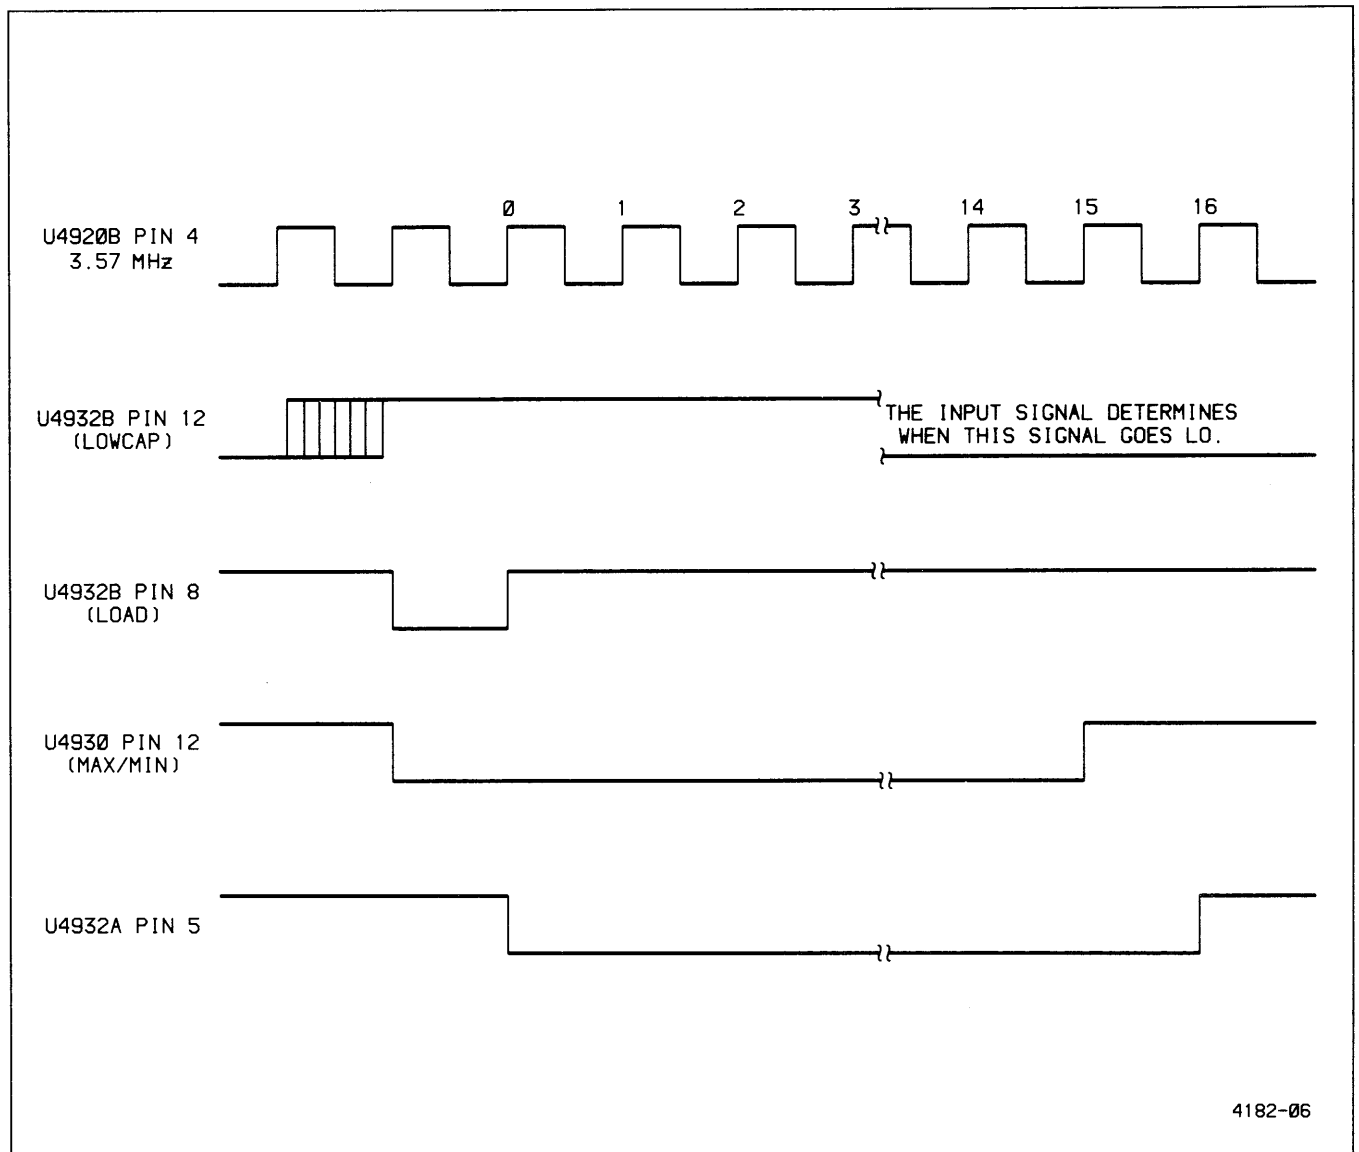 0 1 2 3 14 15 16
U4920B PIN 4
3.57 MHz
U4932B PIN 12
(LOWCAP)
THE INPUT SIGNAL DETERMINES
WHEN THIS SIGNAL GOES LO.
U4932B PIN 8
(LOAD)
U4930 PIN 12
(MAX/MIN)
U4932A PIN 5
4182-06